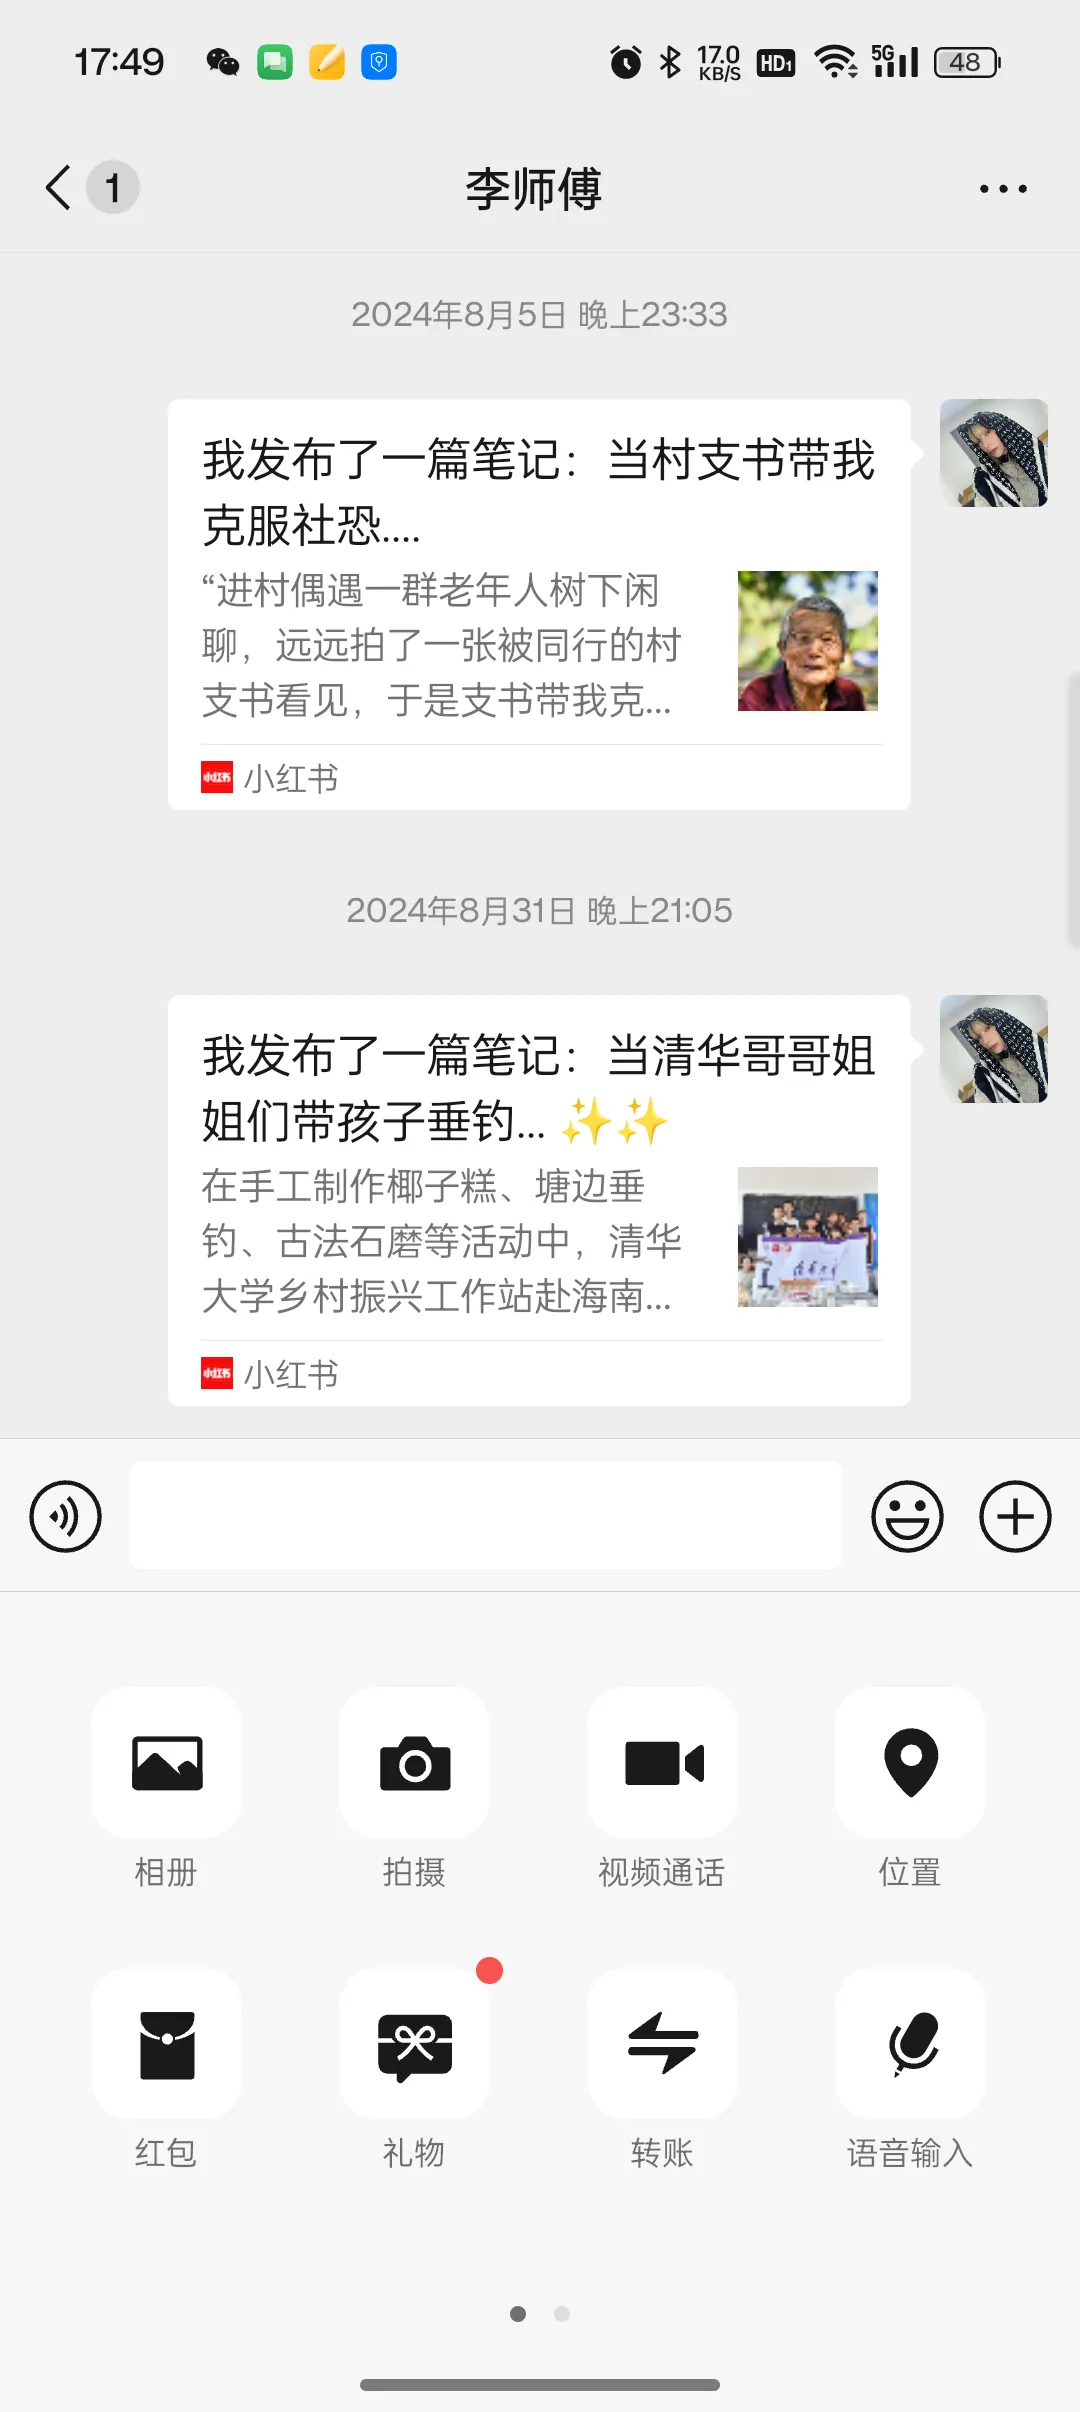 17:49
17.0
KB/S
HD1
5G
48
1
李师傅
2024年8月5日 晚上23:33
我发布了一篇笔记：当村支书带我
克服社恐....
“进村偶遇一群老年人树下闲
聊，远远拍了一张被同行的村
支书看见，于是支书带我克...
小红书
小红书
2024年8月31日 晚上21:05
我发布了一篇笔记：当清华哥哥姐
姐们带孩子垂钓... ✨✨
在手工制作椰子糕、塘边垂
钓、古法石磨等活动中，清华
大学乡村振兴工作站赴海南...
小红书
小红书
相册
拍摄
视频通话
位置
红包
礼物
转账
语音输入